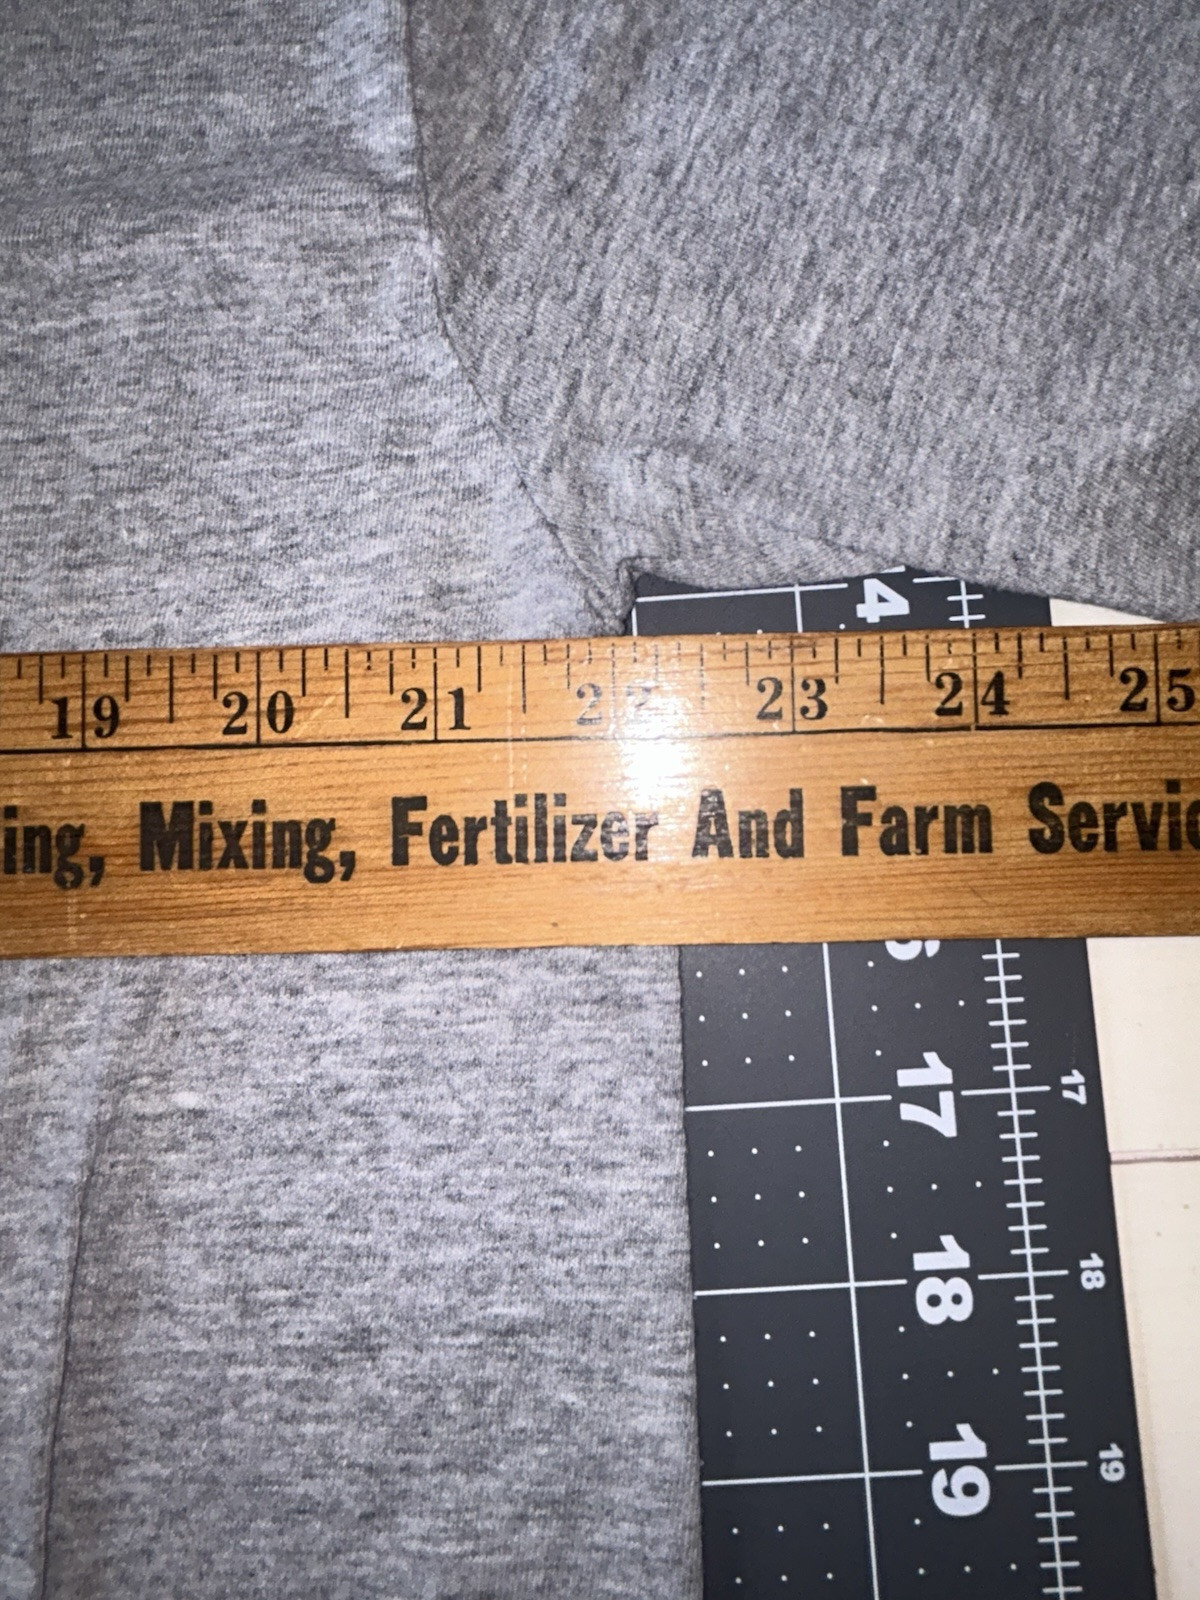 4
19 20 21 22 23 24 25
ing, Mixing, Fertilizer And Farm Servic
6
17 17
18 18
19 19